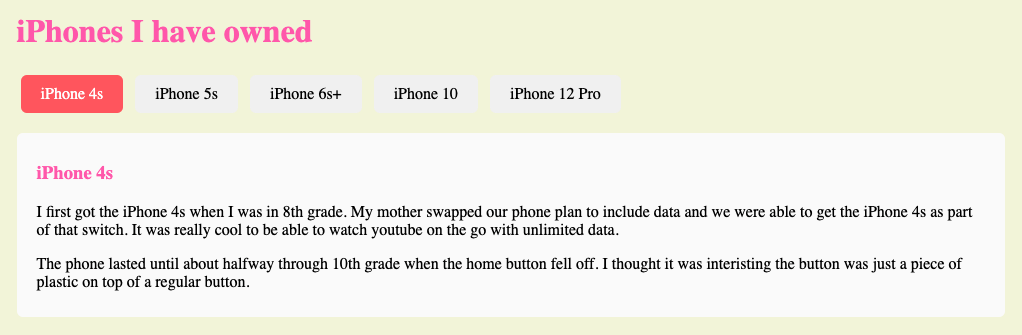 iPhones I have owned
iPhone 4s iPhone 5s iPhone 6s+ iPhone 10 iPhone 12 Pro
iPhone 4s
I first got the iPhone 4s when I was in 8th grade. My mother swapped our phone plan to include data and we were able to get the iPhone 4s as part
of that switch. It was really cool to be able to watch youtube on the go with unlimited data.
The phone lasted until about halfway through 10th grade when the home button fell off. I thought it was interisting the button was just a piece of
plastic on top of a regular button.